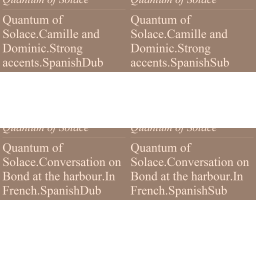 Quantum of Solace
Quantum of Solace
Quantum of
Solace.Camille and
Dominic.Strong
accents.SpanishDub
Quantum of
Solace.Camille and
Dominic.Strong
accents.SpanishSub
Quantum of Solace
Quantum of Solace
Quantum of
Solace.Conversation on
Bond at the harbour.In
French.SpanishDub
Quantum of
Solace.Conversation on
Bond at the harbour.In
French.SpanishSub